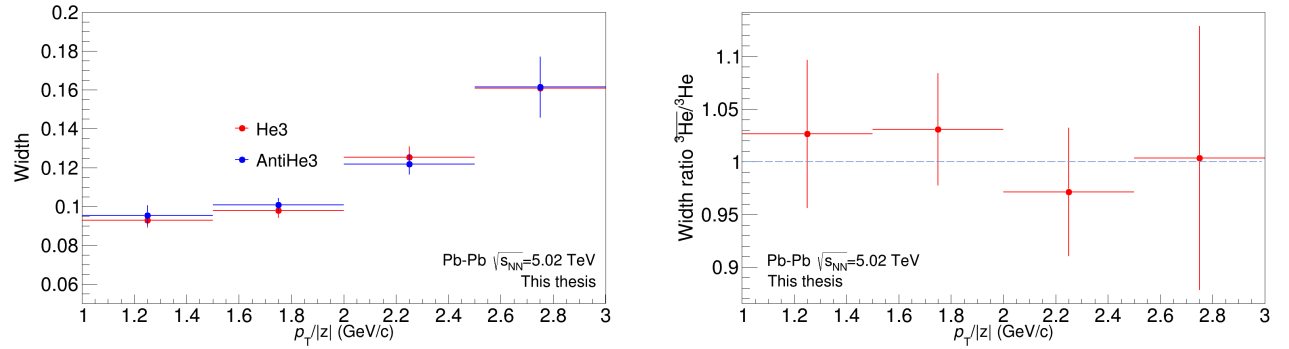 0.2
0.18
0.16
0.14
0.12
0.1
0.08
0.06
Width
He3
AntiHe3
Pb-Pb √sNN=5.02 TeV
This thesis
1 1.2 1.4 1.6 1.8 2 2.2 2.4 2.6 2.8 3
pT/|z| (GeV/c)
1.1
1.05
1
0.95
0.9
Width ratio ³H̅e̅/³He
Pb-Pb √sNN=5.02 TeV
This thesis
1 1.2 1.4 1.6 1.8 2 2.2 2.4 2.6 2.8 3
pT/|z| (GeV/c)